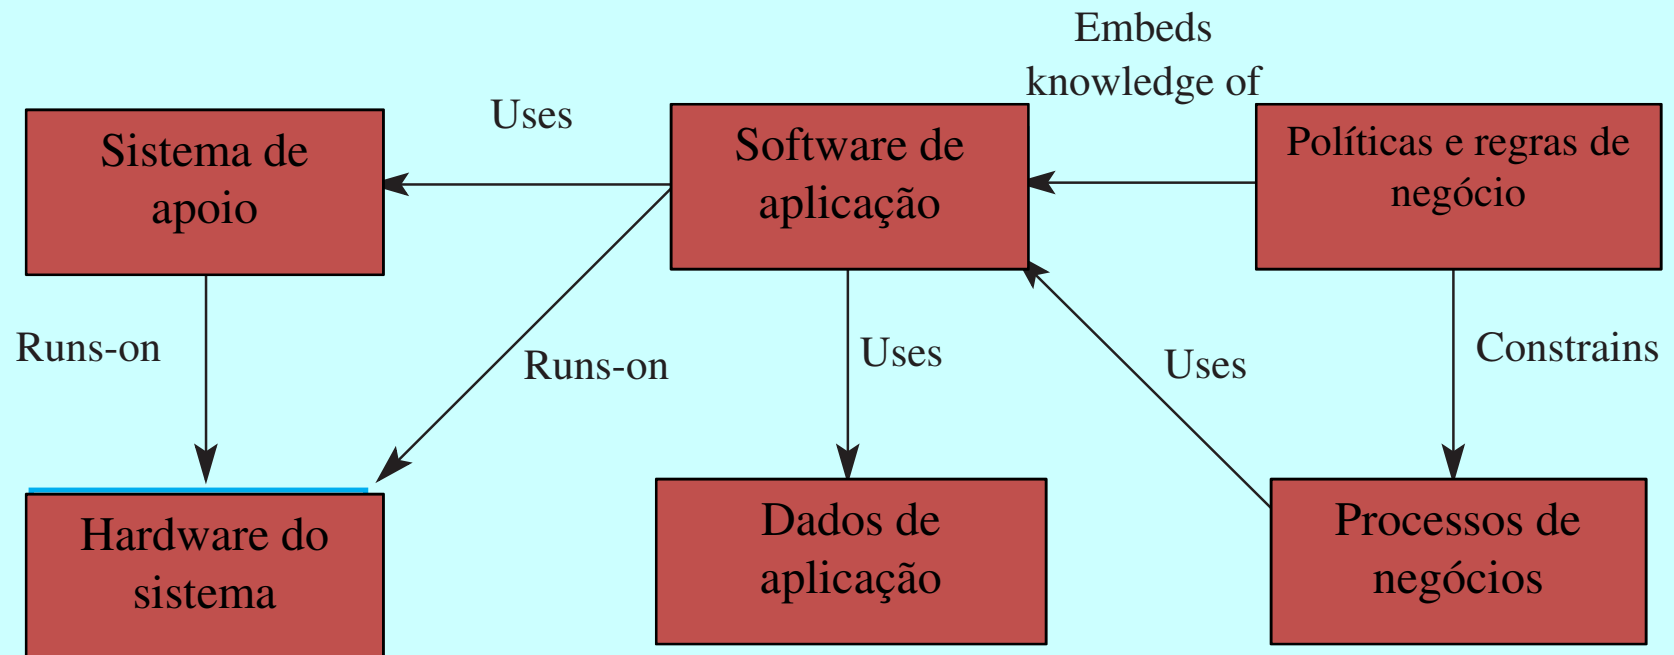 Embeds
knowledge of
Uses
Sistema de
apoio
Software de
aplicação
Políticas e regras de
negócio
Runs-on
Runs-on
Uses
Uses
Constrains
Hardware do
sistema
Dados de
aplicação
Processos de
negócios